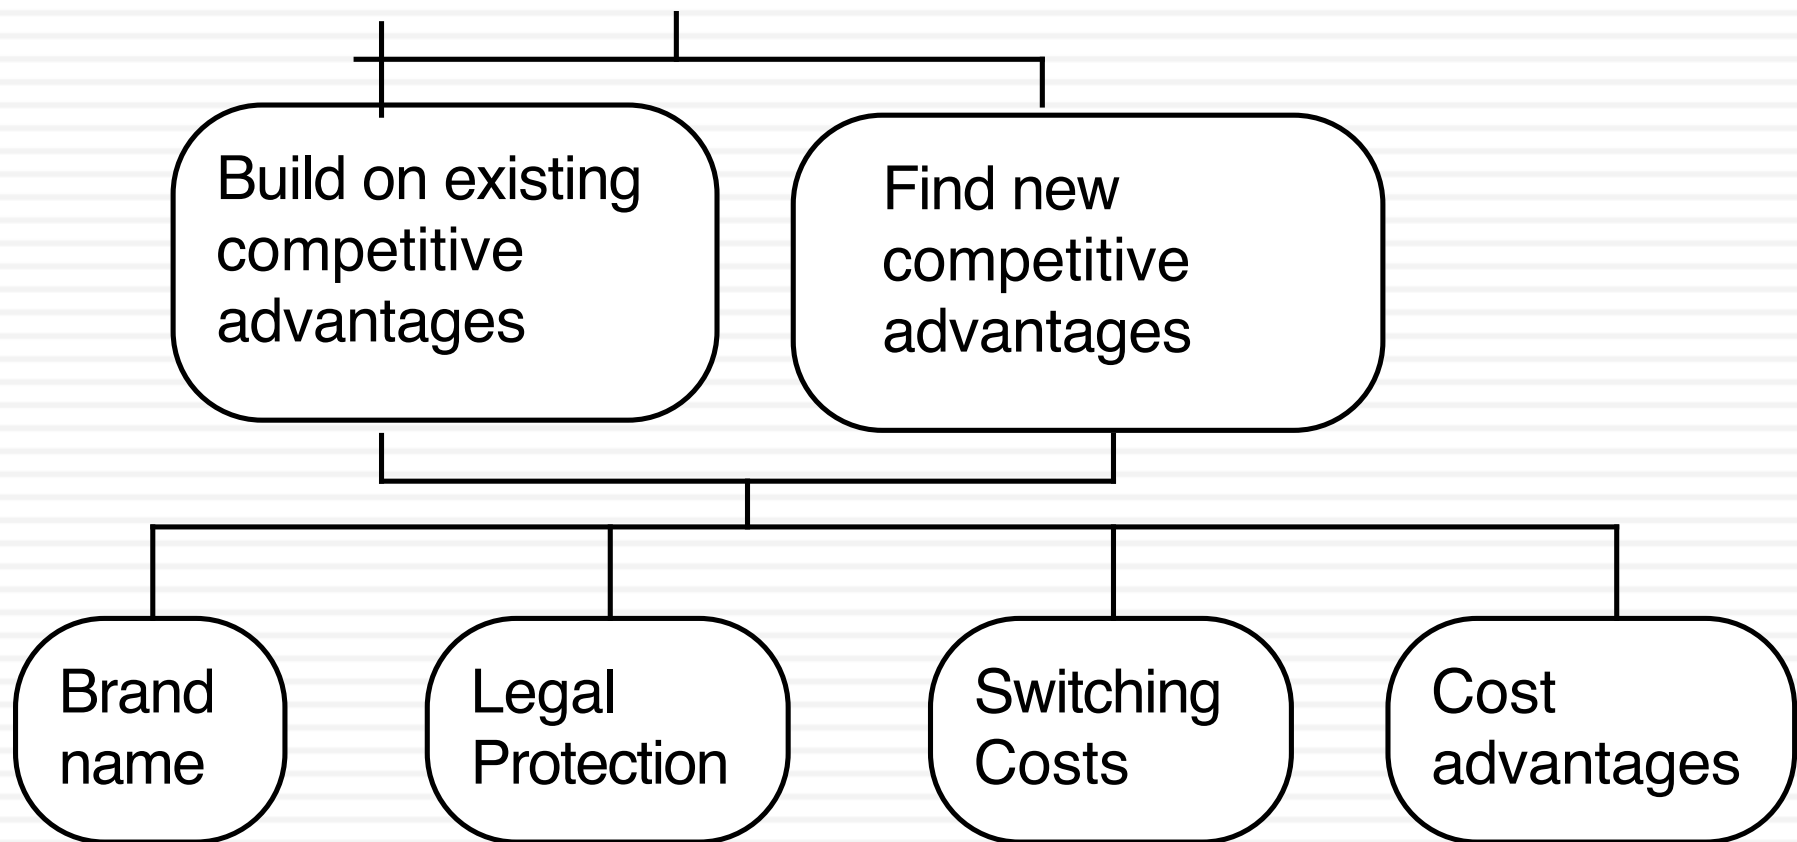 Build on existing
competitive
advantages
Find new
competitive
advantages
Brand
name
Legal
Protection
Switching
Costs
Cost
advantages